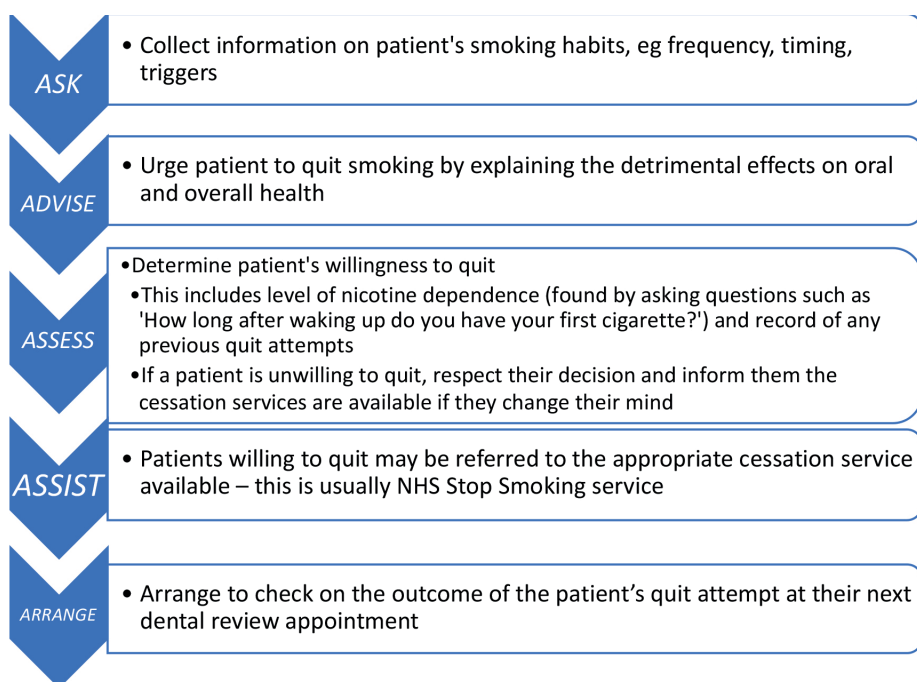 ASK
• Collect information on patient's smoking habits, eg frequency, timing,
triggers
ADVISE
• Urge patient to quit smoking by explaining the detrimental effects on oral
and overall health
ASSESS
•Determine patient's willingness to quit
•This includes level of nicotine dependence (found by asking questions such as
'How long after waking up do you have your first cigarette?') and record of any
previous quit attempts
•If a patient is unwilling to quit, respect their decision and inform them the
cessation services are available if they change their mind
ASSIST
• Patients willing to quit may be referred to the appropriate cessation service
available – this is usually NHS Stop Smoking service
ARRANGE
• Arrange to check on the outcome of the patient’s quit attempt at their next
dental review appointment